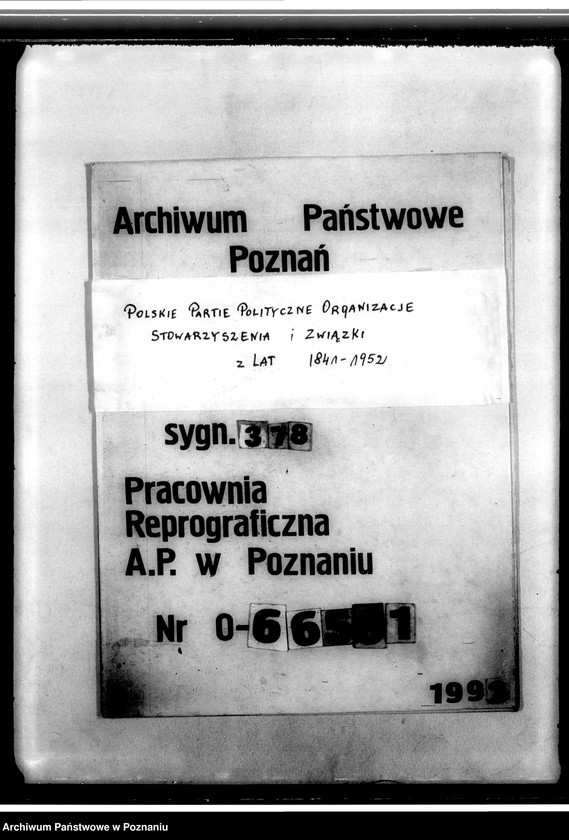 Archiwum Państwowe
Poznań
POLSKIE PARTIE POLITYCZNE ORGANIZACJE
STOWARZYSZENIA i ZWIĄZKI
z LAT 1841-1952
sygn. 378
Pracownia
Reprograficzna
A.P. w Poznaniu
Nr
Archiwum Państwowe w Poznaniu